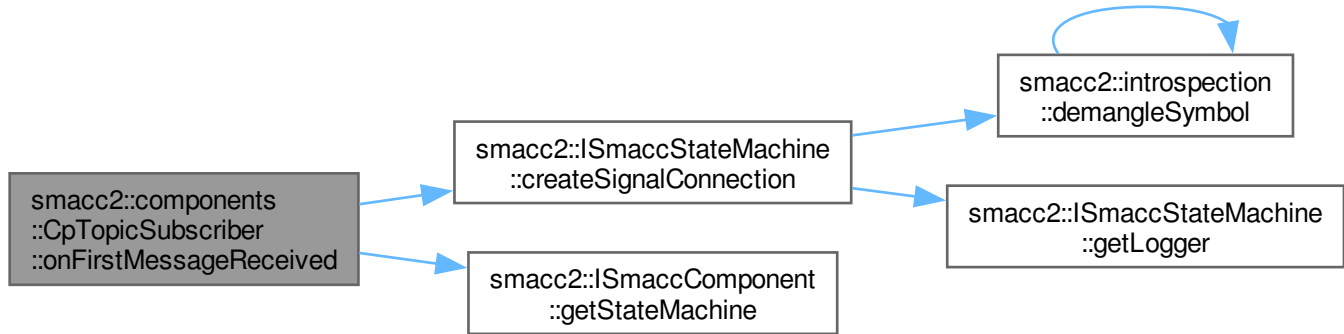 smacc2::components
::CpTopicSubscriber
::onFirstMessageReceived
smacc2::ISmaccStateMachine
::createSignalConnection
smacc2::ISmaccComponent
::getStateMachine
smacc2::introspection
::demangleSymbol
smacc2::ISmaccStateMachine
::getLogger